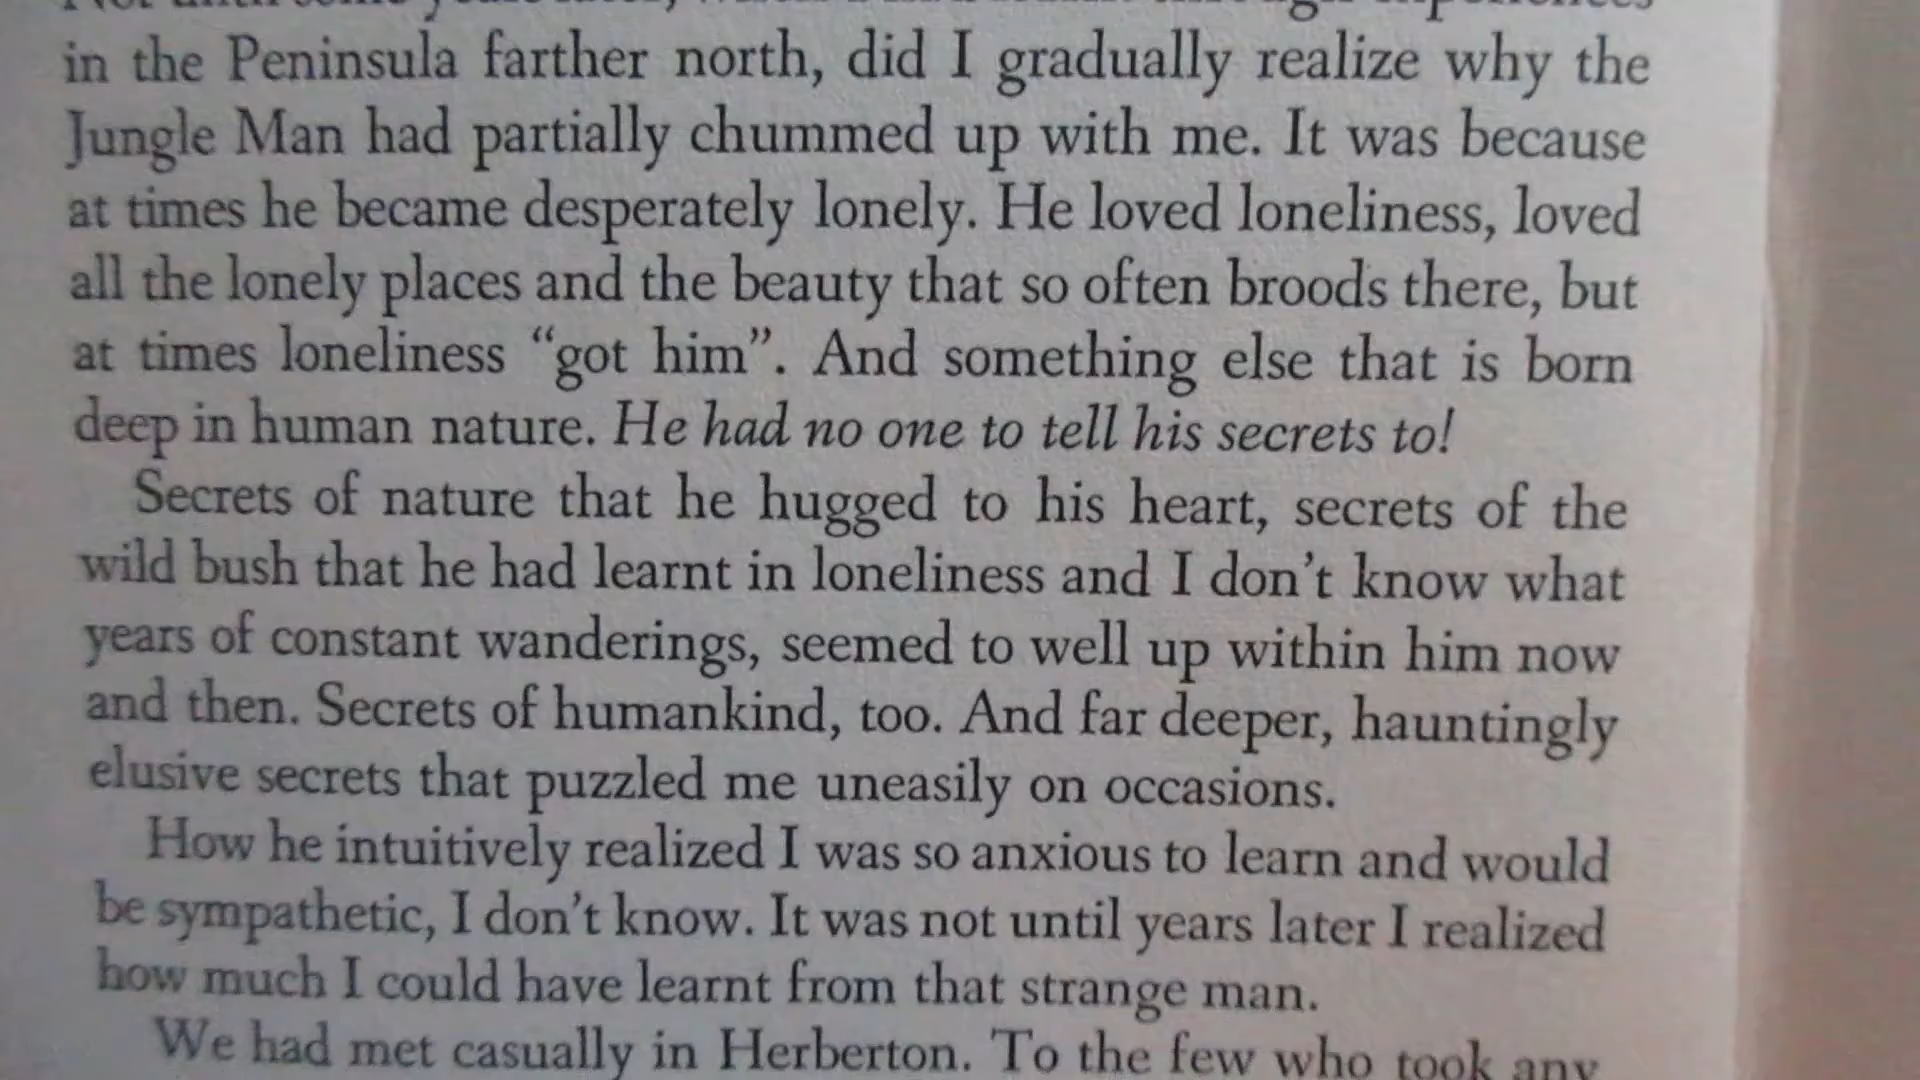 in the Peninsula farther north, did I gradually realize why the
Jungle Man had partially chummed up with me. It was because
at times he became desperately lonely. He loved loneliness, loved
all the lonely places and the beauty that so often broods there, but
at times loneliness “got him”. And something else that is born
deep in human nature. He had no one to tell his secrets to!
Secrets of nature that he hugged to his heart, secrets of the
wild bush that he had learnt in loneliness and I don’t know what
years of constant wanderings, seemed to well up within him now
and then. Secrets of humankind, too. And far deeper, hauntingly
elusive secrets that puzzled me uneasily on occasions.
How he intuitively realized I was so anxious to learn and would
be sympathetic, I don’t know. It was not until years later I realized
how much I could have learnt from that strange man.
We had met casually in Herberton. To the few who took any